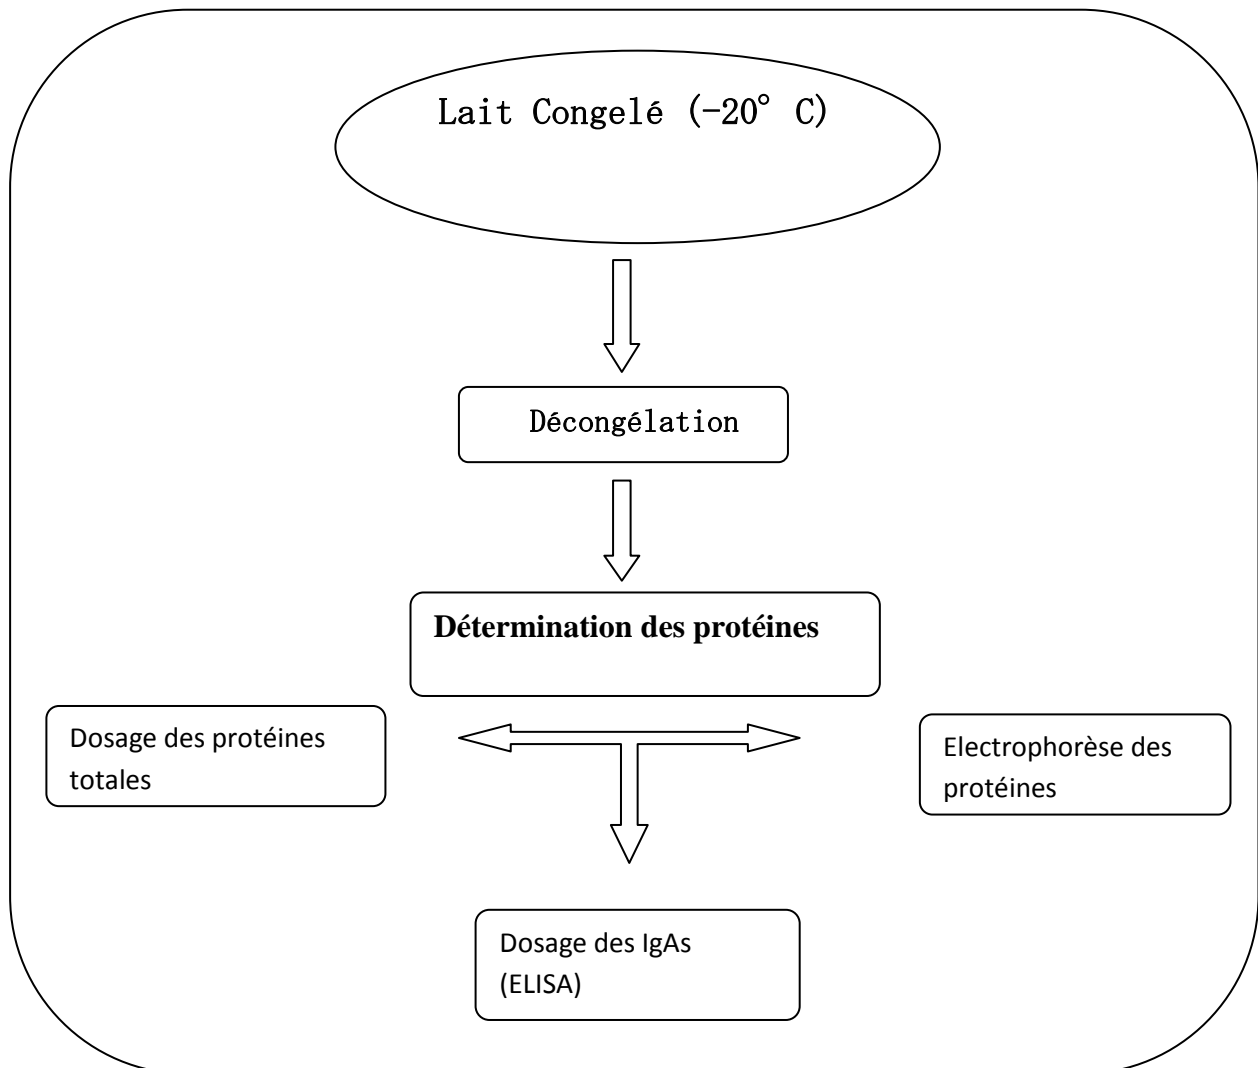 Lait Congelé (-20° C)
Décongélation
Détermination des protéines
Dosage des protéines
totales
Electrophorèse des
protéines
Dosage des IgAs
(ELISA)